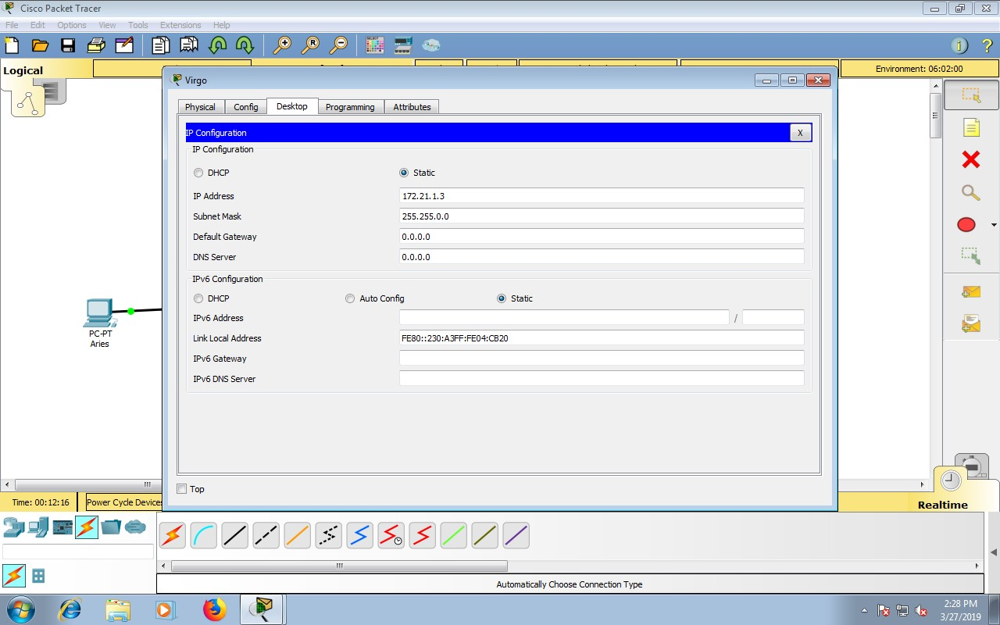 Cisco Packet Tracer
File Edit Options View Tools Extensions Help
Logical
Environment: 06:02:00
Virgo
Physical Config Desktop Programming Attributes
IP Configuration X
IP Configuration
DHCP Static
IP Address 172.21.1.3
Subnet Mask 255.255.0.0
Default Gateway 0.0.0.0
DNS Server 0.0.0.0
IPv6 Configuration
DHCP Auto Config Static
IPv6 Address /
Link Local Address FE80::230:A3FF:FE04:CB20
IPv6 Gateway
IPv6 DNS Server
PC-PT
Aries
Top
Time: 00:12:16 Power Cycle Devices
Realtime
Automatically Choose Connection Type
2:28 PM
3/27/2019